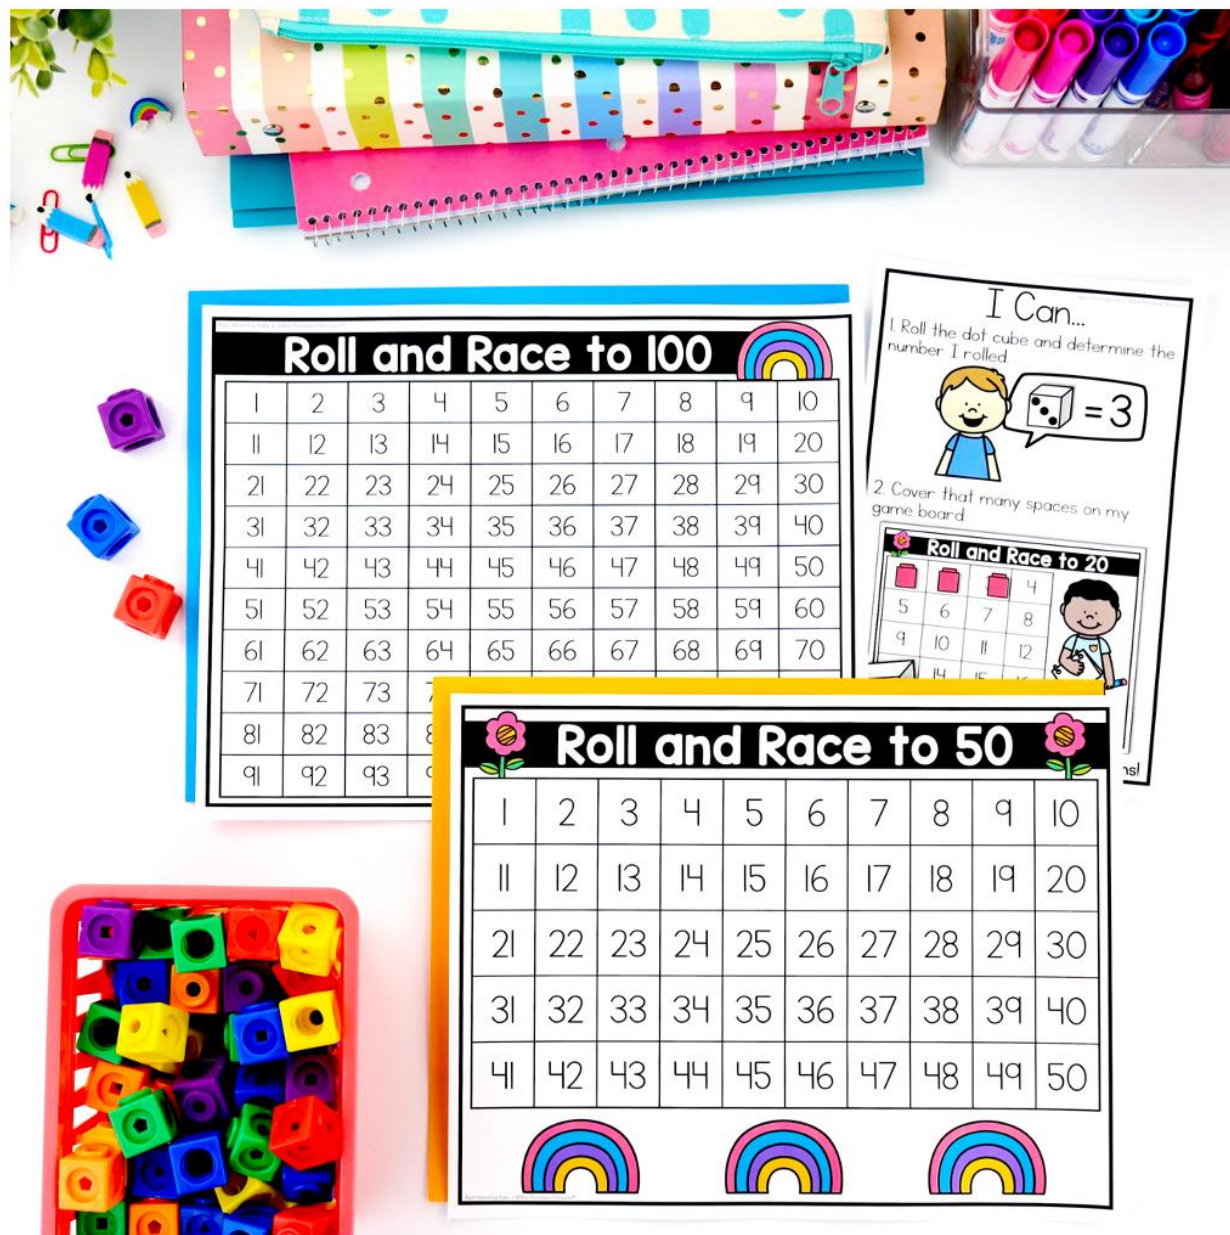 Roll and Race to 100
1 2 3 4 5 6 7 8 9 10
11 12 13 14 15 16 17 18 19 20
21 22 23 24 25 26 27 28 29 30
31 32 33 34 35 36 37 38 39 40
41 42 43 44 45 46 47 48 49 50
51 52 53 54 55 56 57 58 59 60
61 62 63 64 65 66 67 68 69 70
71 72 73
81 82 83
91 92 93
I Can...
1. Roll the dot cube and determine the
number I rolled.
= 3
2. Cover that many spaces on my
game board.
Roll and Race to 20
4
5 6 7 8
9 10 11 12
14 15
Roll and Race to 50
1 2 3 4 5 6 7 8 9 10
11 12 13 14 15 16 17 18 19 20
21 22 23 24 25 26 27 28 29 30
31 32 33 34 35 36 37 38 39 40
41 42 43 44 45 46 47 48 49 50